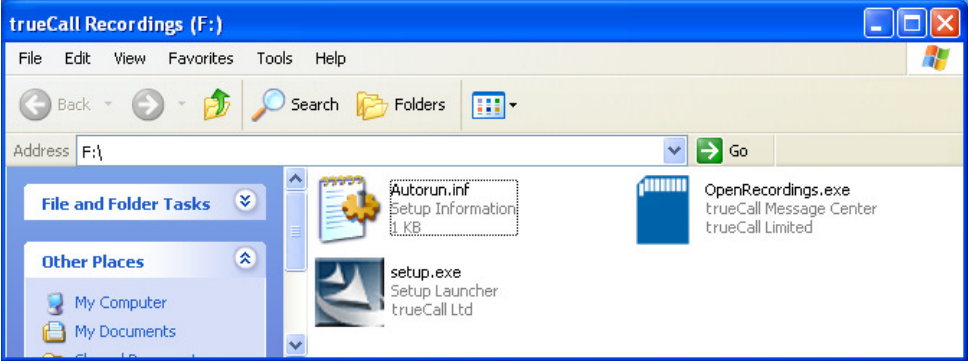 trueCall Recordings (F:)
File Edit View Favorites Tools Help
Back Search Folders
Address F:\ Go
File and Folder Tasks
Other Places
My Computer
My Documents
Autorun.inf
Setup Information
1 KB
OpenRecordings.exe
trueCall Message Center
trueCall Limited
setup.exe
Setup Launcher
trueCall Ltd